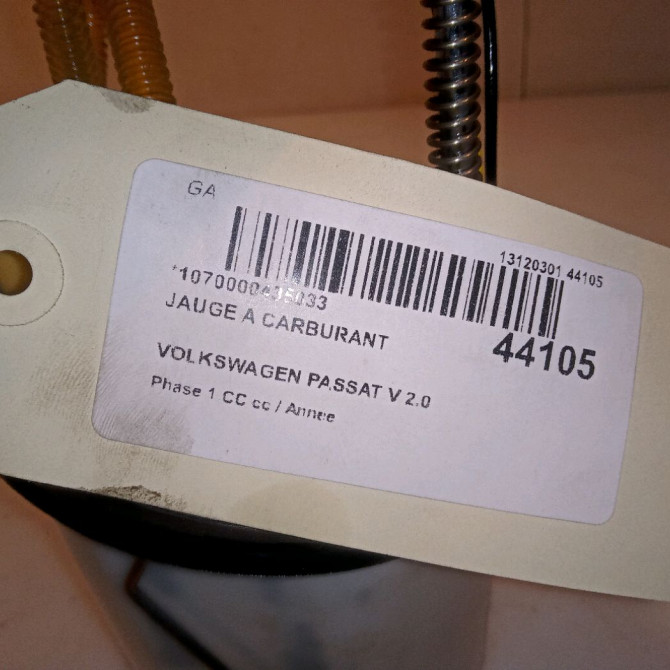 GA
13120301 44105
JAUGE A CARBURANT
44105
VOLKSWAGEN PASSAT V 2.0
Phase 1 CC cc / Annee